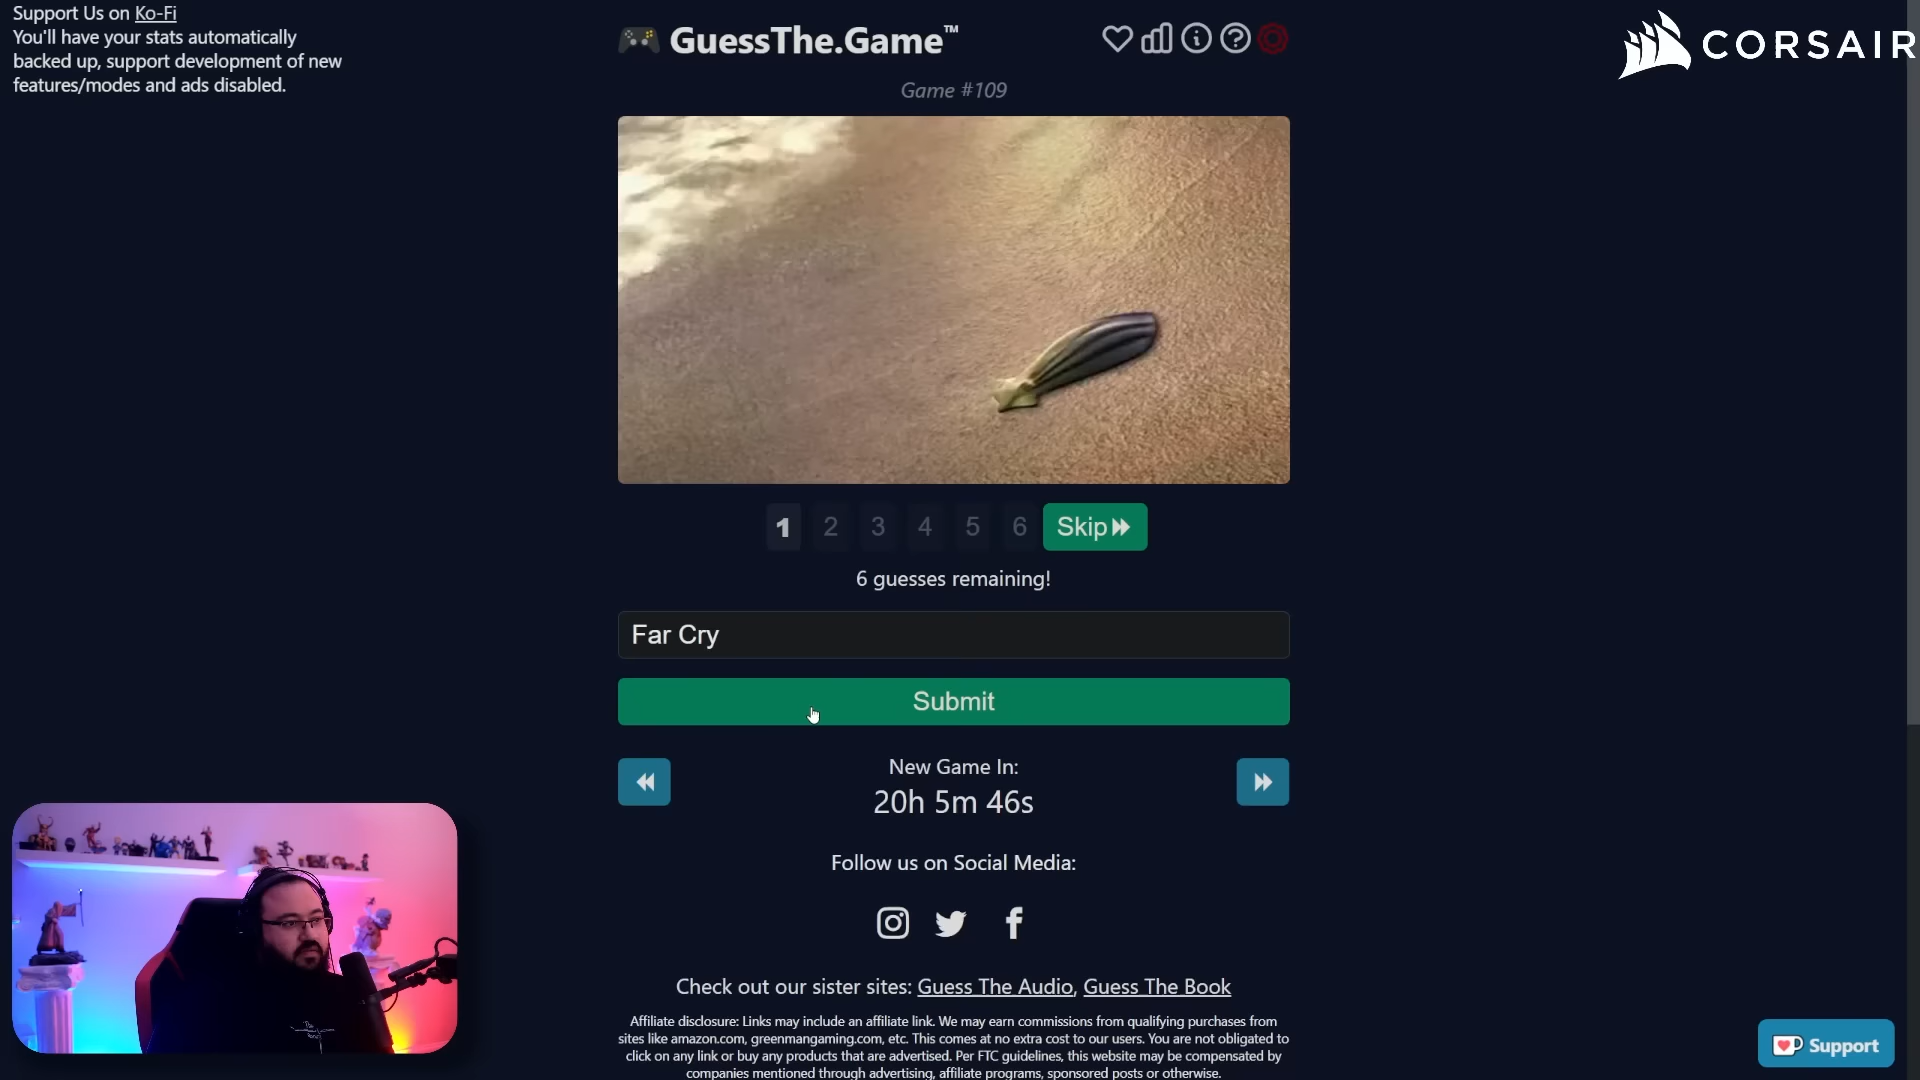 Support Us on Ko-Fi
You'll have your stats automatically
backed up, support development of new
features/modes and ads disabled.
GuessThe.Game™
CORSAIR
Game #109
1 2 3 4 5 6 Skip
6 guesses remaining!
Far Cry
Submit
New Game In:
20h 5m 46s
Follow us on Social Media:
Check out our sister sites: Guess The Audio, Guess The Book
Affiliate disclosure: Links may include an affiliate link. We may earn commissions from qualifying purchases from
sites like amazon.com, greenmangaming.com, etc. This comes at no extra cost to our users. You are not obligated to
click on any link or buy any products that are advertised. Per FTC guidelines, this website may be compensated by
companies mentioned through advertising, affiliate programs, sponsored posts or otherwise.
Support